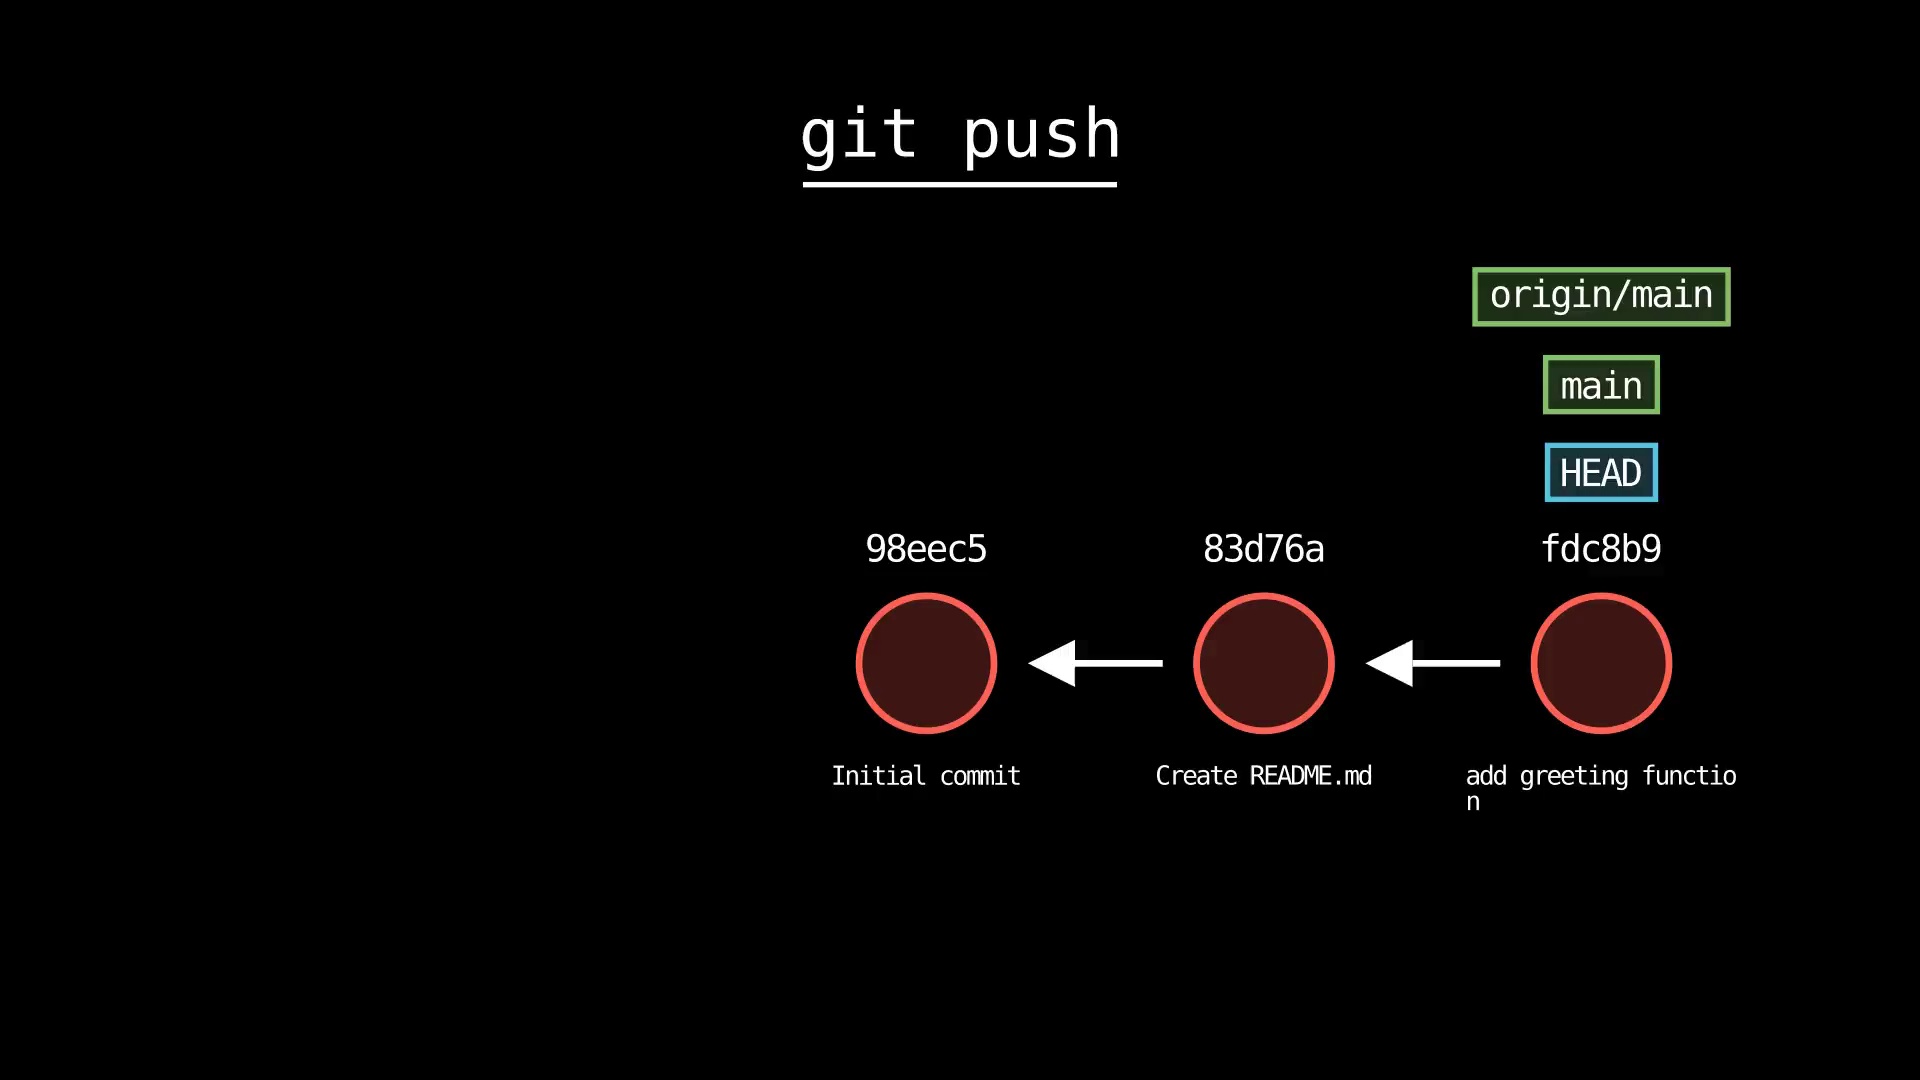 git push
origin/main
main
HEAD
98eec5
83d76a
fdc8b9
Initial commit
Create README.md
add greeting functio
n